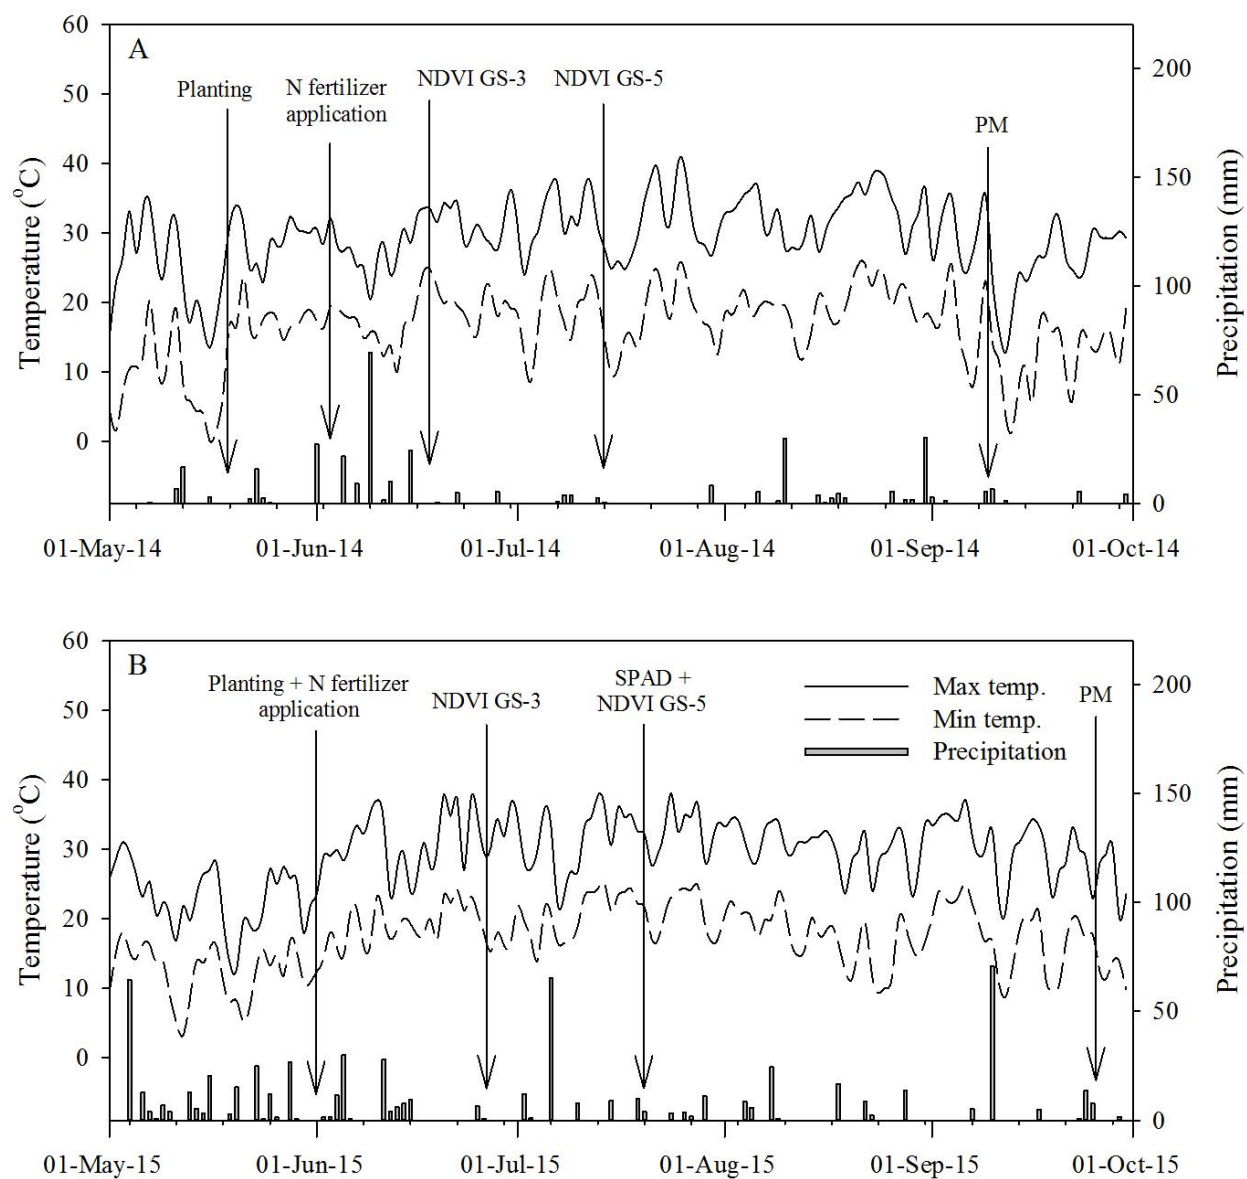 A
Planting
N fertilizer
application
NDVI GS-3
NDVI GS-5
PM
Temperature (°C)
60
50
40
30
20
10
0
Precipitation (mm)
200
150
100
50
0
01-May-14
01-Jun-14
01-Jul-14
01-Aug-14
01-Sep-14
01-Oct-14
B
Planting + N fertilizer
application
NDVI GS-3
SPAD +
NDVI GS-5
PM
Max temp.
Min temp.
Precipitation
Temperature (°C)
60
50
40
30
20
10
0
Precipitation (mm)
200
150
100
50
0
01-May-15
01-Jun-15
01-Jul-15
01-Aug-15
01-Sep-15
01-Oct-15